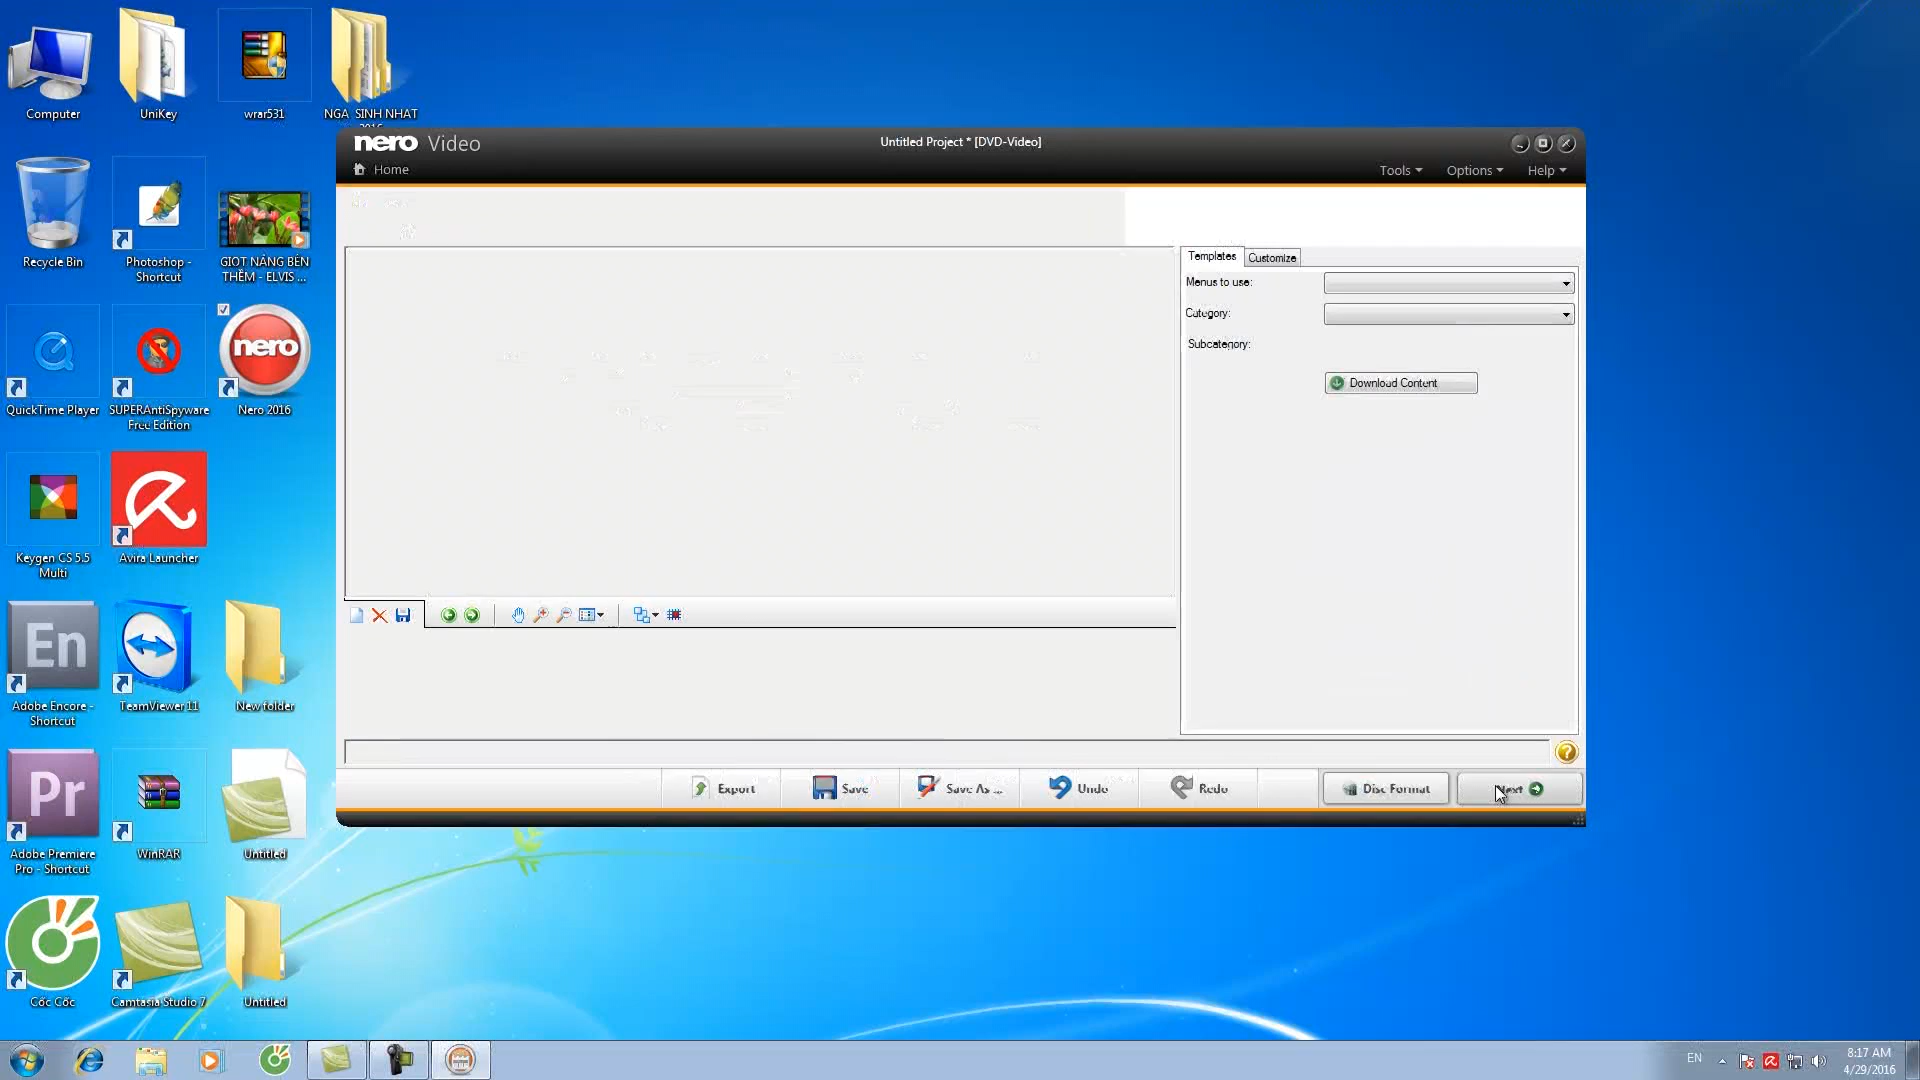 Computer
UniKey
wrar531
NGA SINH NHAT
nero Video
Untitled Project * [DVD-Video]
Home
Tools
Options
Help
Recycle Bin
Photoshop -
Shortcut
GIOT NẮNG BÊN
THỀM - ELVIS ...
Templates
Customize
Menus to use:
Category:
Subcategory:
Download Content
nero
QuickTime Player
SUPERAntiSpyware
Free Edition
Nero 2016
Keygen CS 5.5
Multi
Avira Launcher
En
Adobe Encore -
Shortcut
TeamViewer 11
New folder
Export
Save
Save As ...
Undo
Redo
Disc Format
Next
Pr
Adobe Premiere
Pro - Shortcut
WinRAR
Untitled
Cốc Cốc
Camtasia Studio 7
Untitled
EN
8:17 AM
4/29/2016